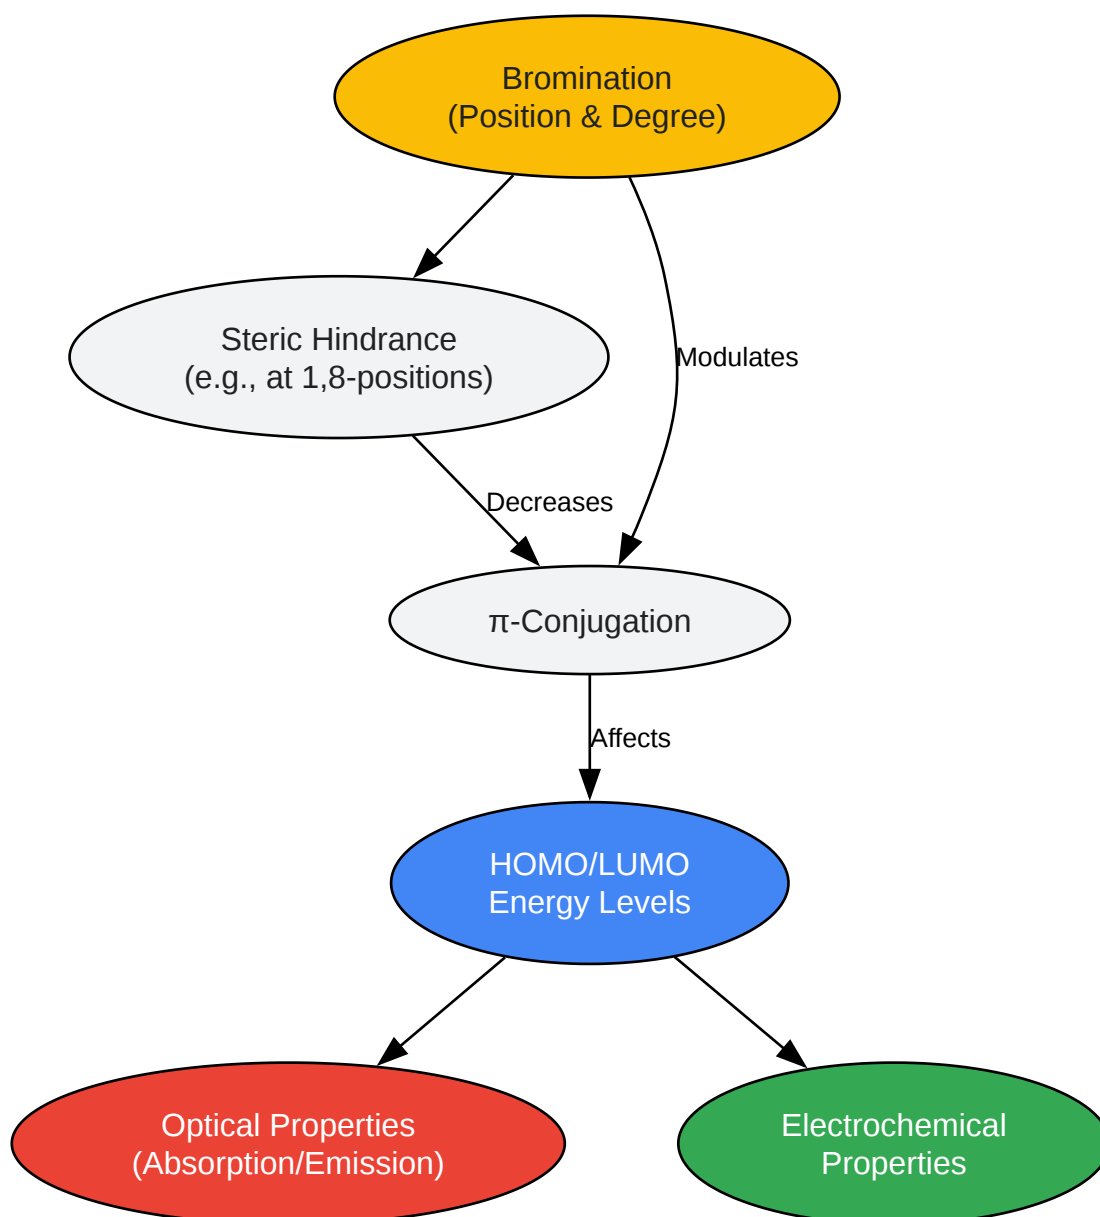 Bromination
(Position & Degree)
Steric Hindrance
(e.g., at 1,8-positions)
Modulates
Decreases
π-Conjugation
Affects
HOMO/LUMO
Energy Levels
Optical Properties
(Absorption/Emission)
Electrochemical
Properties